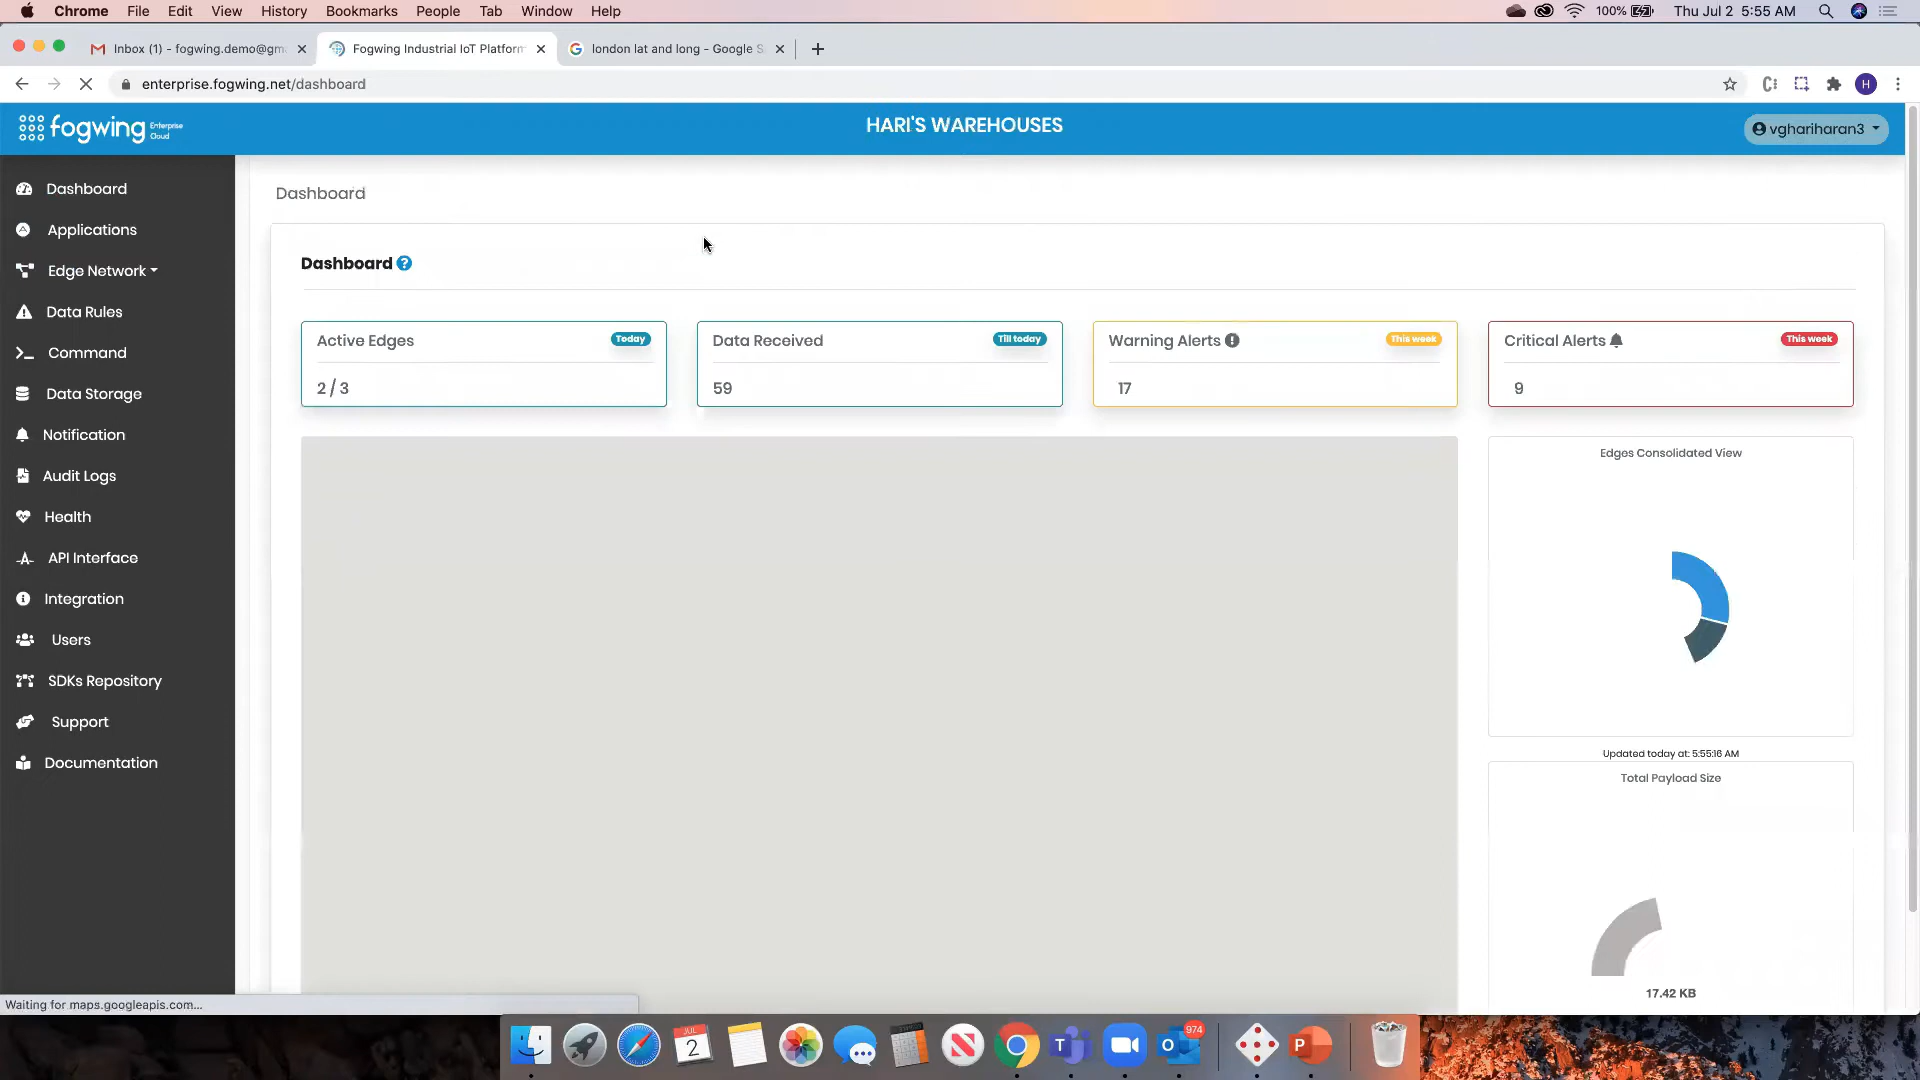 Chrome File Edit View History Bookmarks People Tab Window Help 100% Thu Jul 2 5:55 AM
Inbox (1) - fogwing.demo@gm Fogwing Industrial IoT Platform london lat and long - Google S
enterprise.fogwing.net/dashboard H
fogwing Enterprise Cloud HARI'S WAREHOUSES vghariharan3
Dashboard
Applications
Edge Network
Data Rules
Command
Data Storage
Notification
Audit Logs
Health
API Interface
Integration
Users
SDKs Repository
Support
Documentation
Dashboard
Dashboard ?
Active Edges Today
2 / 3
Data Received Till today
59
Warning Alerts This week
17
Critical Alerts This week
9
Edges Consolidated View
Updated today at: 5:55:16 AM
Total Payload Size
17.42 KB
Waiting for maps.googleapis.com...
JUL
2
974
T
O
P